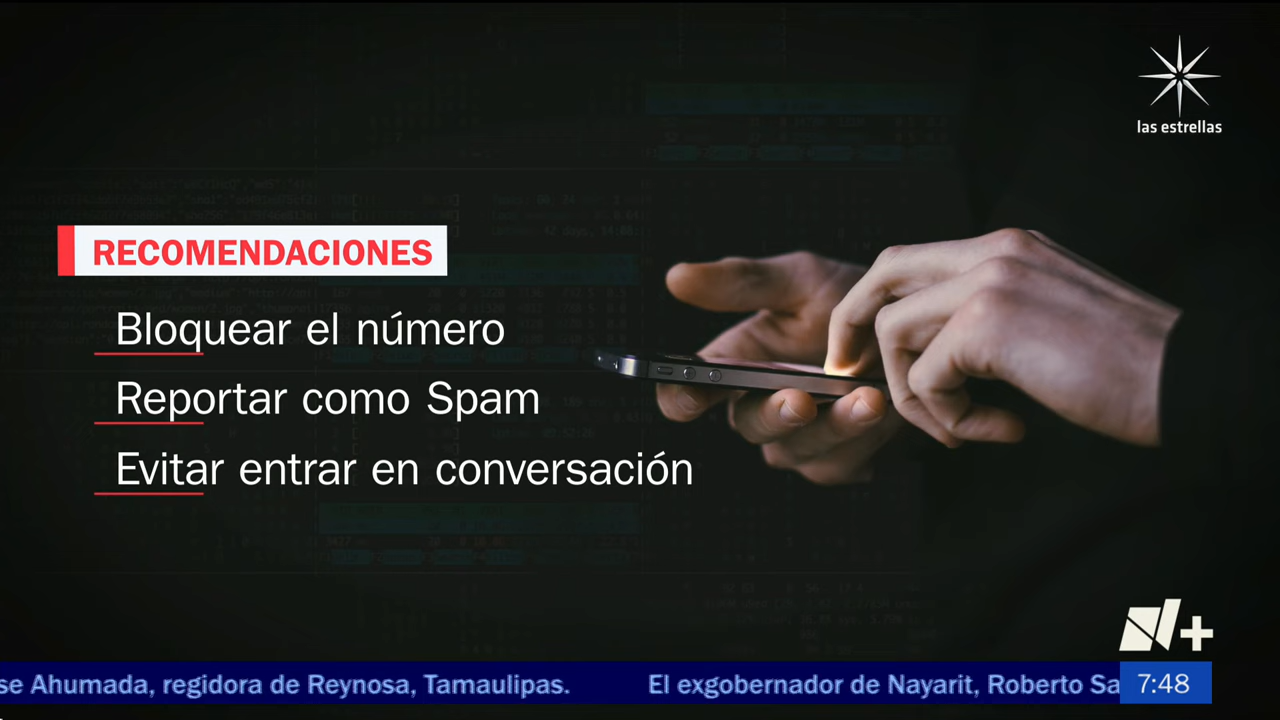 las estrellas
RECOMENDACIONES
Bloquear el número
Reportar como Spam
Evitar entrar en conversación
N+
se Ahumada, regidora de Reynosa, Tamaulipas. El exgobernador de Nayarit, Roberto Sa
7:48